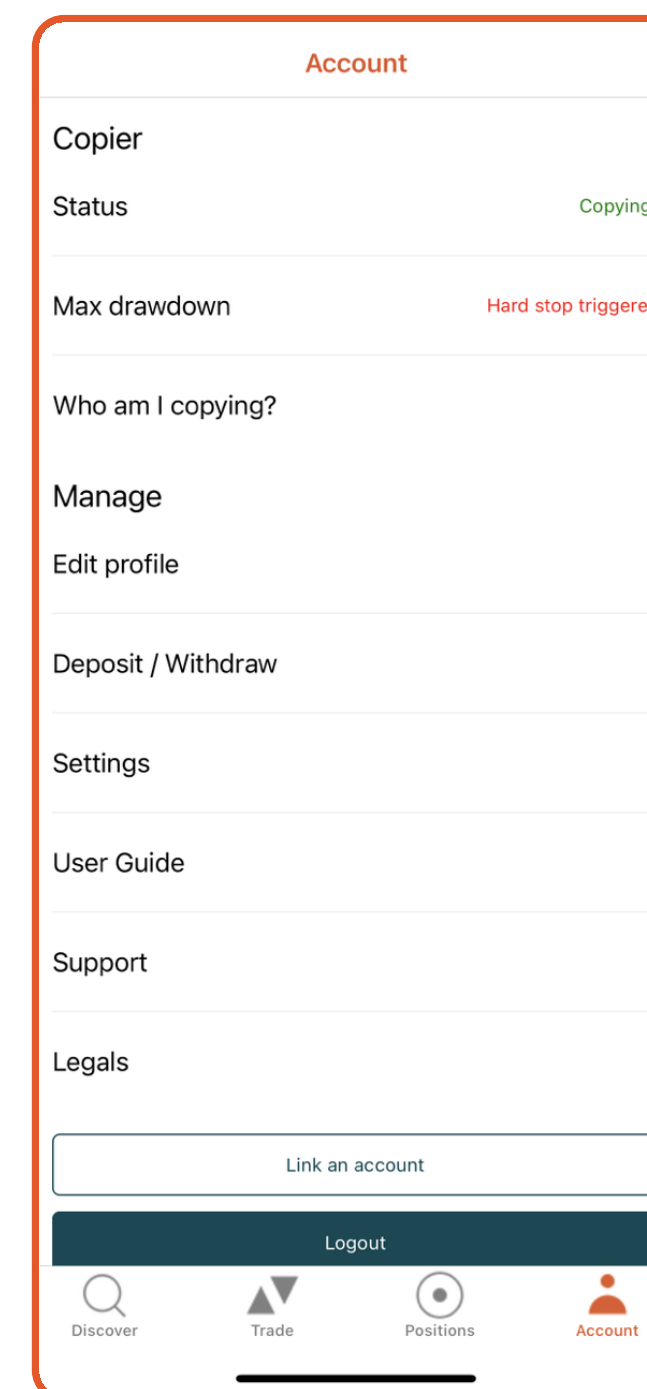 Account
Copier
Status Copying
Max drawdown Hard stop triggere
Who am I copying?
Manage
Edit profile
Deposit / Withdraw
Settings
User Guide
Support
Legals
Link an account
Logout
Discover Trade Positions Account